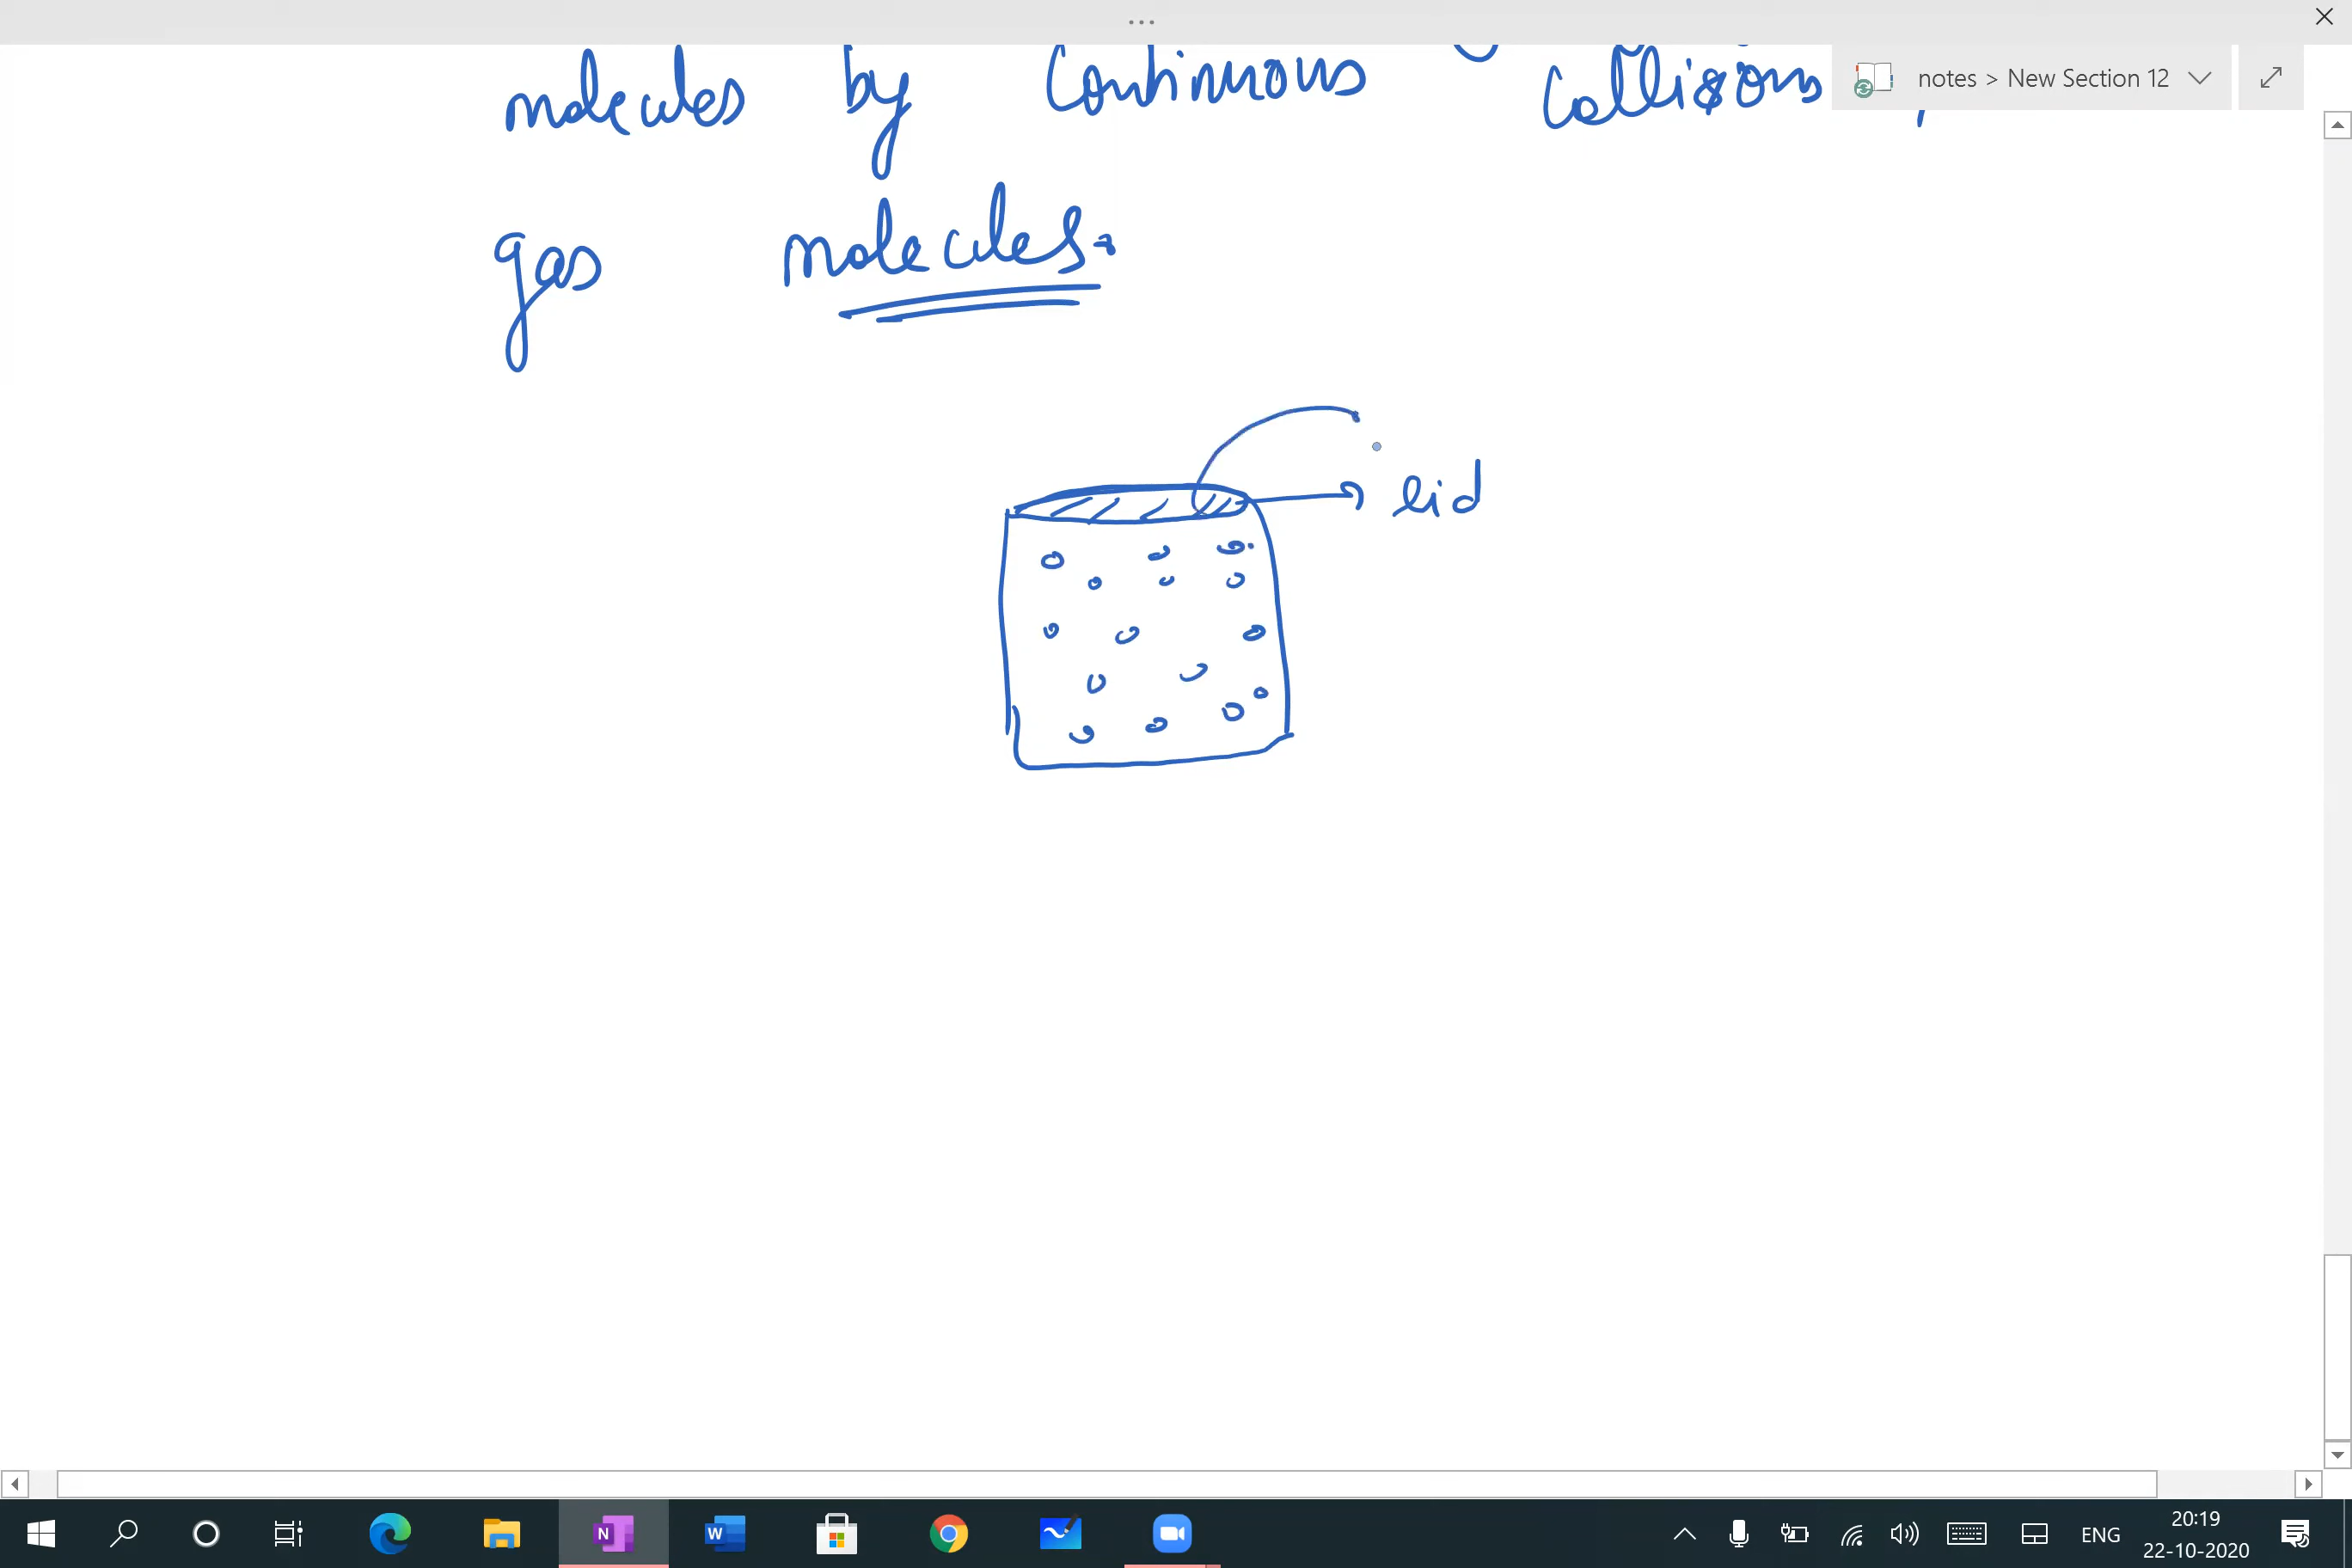 ...
molecules by Continuous Collisions
notes > New Section 12
gas molecules.
lid
N
W
ENG
20:19
22-10-2020